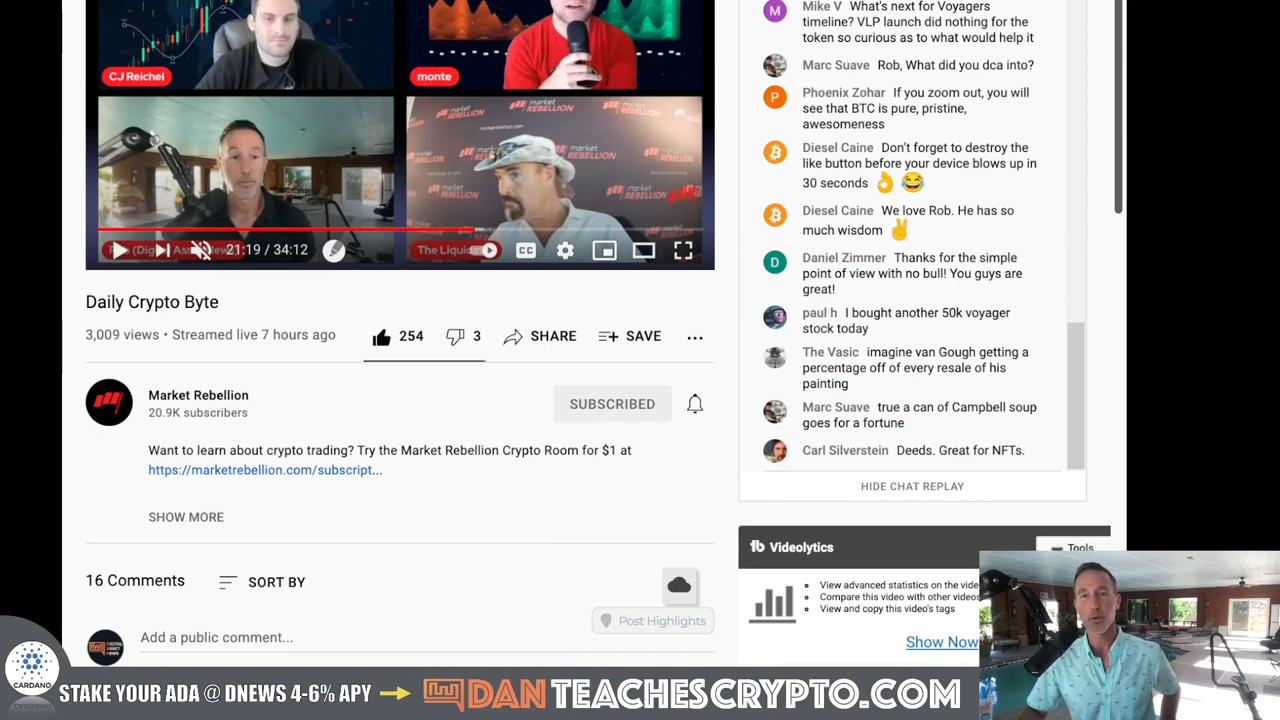 CJ Reichel
monte
market
REBELLION
marketrebellion.com
21:19 / 34:12
The Liquid
CC
Daily Crypto Byte
3,009 views • Streamed live 7 hours ago
254
3
SHARE
SAVE
Market Rebellion
20.9K subscribers
SUBSCRIBED
Want to learn about crypto trading? Try the Market Rebellion Crypto Room for $1 at
https://marketrebellion.com/subscript...
SHOW MORE
16 Comments
SORT BY
Post Highlights
Add a public comment...
M
Mike V What's next for Voyagers
timeline? VLP launch did nothing for the
token so curious as to what would help it
Marc Suave Rob, What did you dca into?
P
Phoenix Zohar If you zoom out, you will
see that BTC is pure, pristine,
awesomeness
Diesel Caine Don't forget to destroy the
like button before your device blows up in
30 seconds 👌😂
Diesel Caine We love Rob. He has so
much wisdom ✌
D
Daniel Zimmer Thanks for the simple
point of view with no bull! You guys are
great!
paul h I bought another 50k voyager
stock today
The Vasic imagine van Gough getting a
percentage off of every resale of his
painting
Marc Suave true a can of Campbell soup
goes for a fortune
Carl Silverstein Deeds. Great for NFTs.
HIDE CHAT REPLAY
tb Videolytics
Tools
View advanced statistics on the vide
Compare this video with other videos
View and copy this video's tags
Show Now
CARDANO
STAKE YOUR ADA @ DNEWS 4-6% APY
DANTEACHESCRYPTO.COM